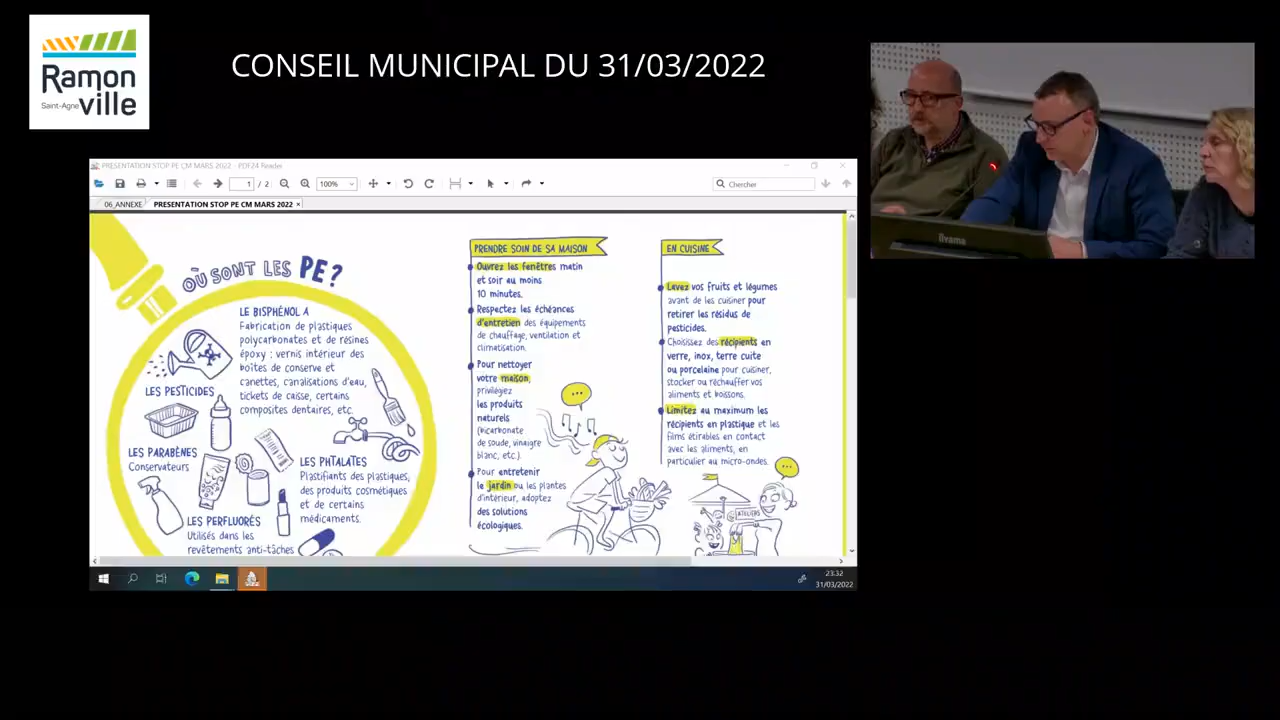 Ramon
Saint-Agne ville
CONSEIL MUNICIPAL DU 31/03/2022
PRESENTATION STOP PE CM MARS 2022 - PDF24 Reader
1 / 2
100%
Chercher
06_ANNEXE
PRESENTATION STOP PE CM MARS 2022 ×
OÙ SONT LES PE?
LE BISPHÉNOL A
Fabrication de plastiques
polycarbonates et de résines
époxy : vernis intérieur des
boîtes de conserve et
canettes, canalisations d'eau,
tickets de caisse, certains
composites dentaires, etc.
LES PESTICIDES
LES PARABÈNES
Conservateurs
LES PHTALATES
Plastifiants des plastiques,
des produits cosmétiques
et de certains
médicaments.
LES PERFLUORÉS
Utilisés dans les
revêtements anti-tâches
PRENDRE SOIN DE SA MAISON
Ouvrez les fenêtres matin
et soir au moins
10 minutes.
Respectez les échéances
d'entretien des équipements
de chauffage, ventilation et
climatisation.
Pour nettoyer
votre maison,
privilégiez
les produits
naturels
(bicarbonate
de soude, vinaigre
blanc, etc.).
Pour entretenir
le jardin ou les plantes
d'intérieur, adoptez
des solutions
écologiques.
EN CUISINE
Lavez vos fruits et légumes
avant de les cuisiner pour
retirer les résidus de
pesticides.
Choisissez des récipients en
verre, inox, terre cuite
ou porcelaine pour cuisiner,
stocker ou réchauffer vos
aliments et boissons.
Limitez au maximum les
récipients en plastique et les
films étirables en contact
avec les aliments, en
particulier au micro-ondes.
ATELIERS
23:32
31/03/2022
iiyama